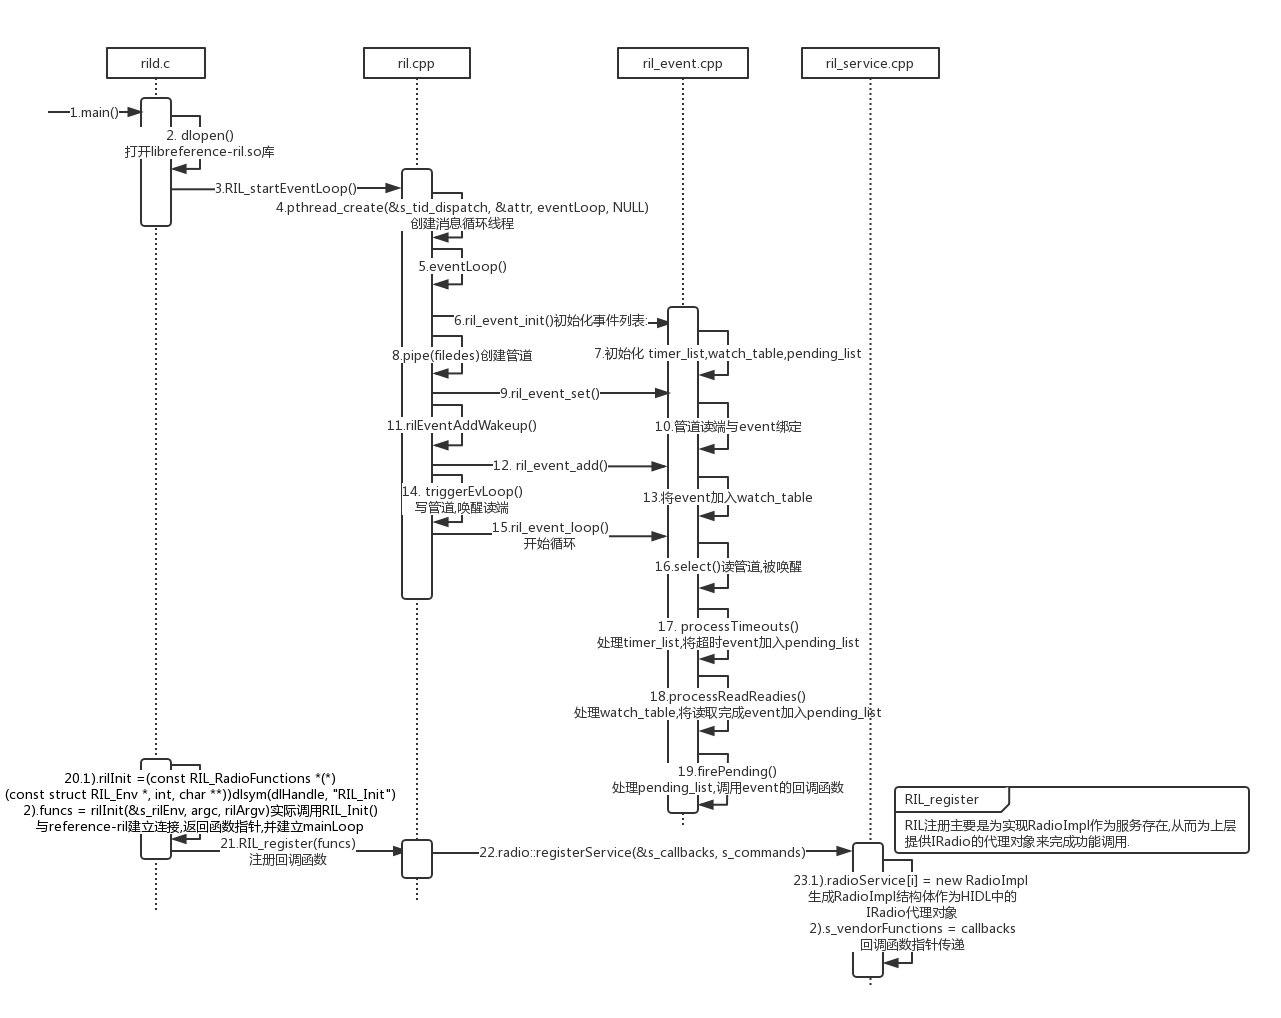 rild.c
ril.cpp
ril_event.cpp
ril_service.cpp
1.main()
2. dlopen()
打开libreference-ril.so库
3.RIL_startEventLoop()
4.pthread_create(&s_tid_dispatch, &attr, eventLoop, NULL)
创建消息循环线程
5.eventLoop()
6.ril_event_init()初始化事件列表:
7.初始化 timer_list,watch_table,pending_list
8.pipe(filedes)创建管道
9.ril_event_set()
10.管道读端与event绑定
11.rilEventAddWakeup()
12. ril_event_add()
13.将event加入watch_table
14. triggerEvLoop()
写管道,唤醒读端
15.ril_event_loop()
开始循环
16.select()读管道,被唤醒
17. processTimeouts()
处理timer_list,将超时event加入pending_list
18.processReadReadies()
处理watch_table,将读取完成event加入pending_list
19.firePending()
处理pending_list,调用event的回调函数
20.1).rilInit =(const RIL_RadioFunctions *(*)
(const struct RIL_Env *, int, char **))dlsym(dlHandle, "RIL_Init")
2).funcs = rilInit(&s_rilEnv, argc, rilArgv)实际调用RIL_Init()
与reference-ril建立连接,返回函数指针,并建立mainLoop
21.RIL_register(funcs)
注册回调函数
22.radio::registerService(&s_callbacks, s_commands)
RIL_register
RIL注册主要是为实现RadioImpl作为服务存在,从而为上层
提供IRadio的代理对象来完成功能调用.
23.1).radioService[i] = new RadioImpl
生成RadioImpl结构体作为HIDL中的
IRadio代理对象
2).s_vendorFunctions = callbacks
回调函数指针传递